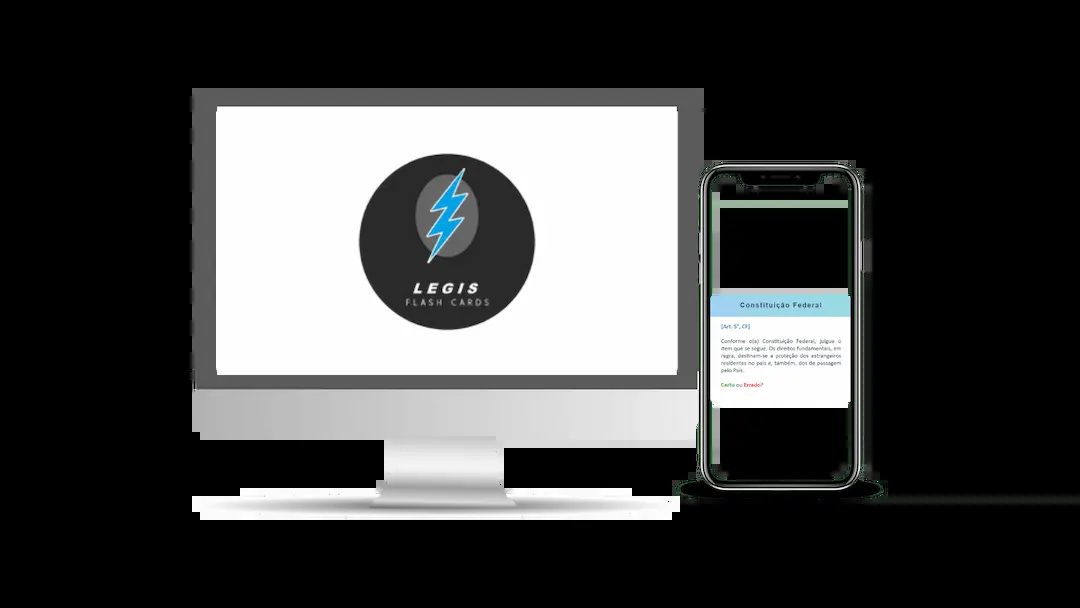 LEGIS
FLASH CARDS
Constituição Federal
[Art. 5º, CF]
Conforme o(a) Constituição Federal, julgue o
item que se segue. Os direitos fundamentais, em
regra, destinam-se a proteção dos estrangeiros
residentes no país e, também, dos de passagem
pelo País.
Certo ou Errado?